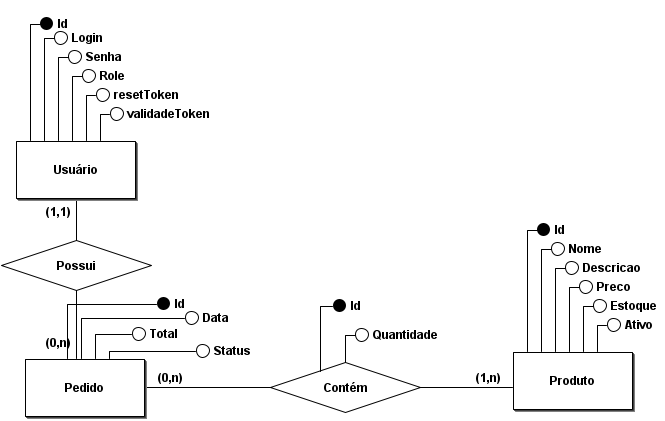 Id
Login
Senha
Role
resetToken
validadeToken
Usuário
(1,1)
Possui
Id
Data
Total
Status
(0,n)
Pedido
(0,n)
Id
Quantidade
Contém
(1,n)
Id
Nome
Descricao
Preco
Estoque
Ativo
Produto